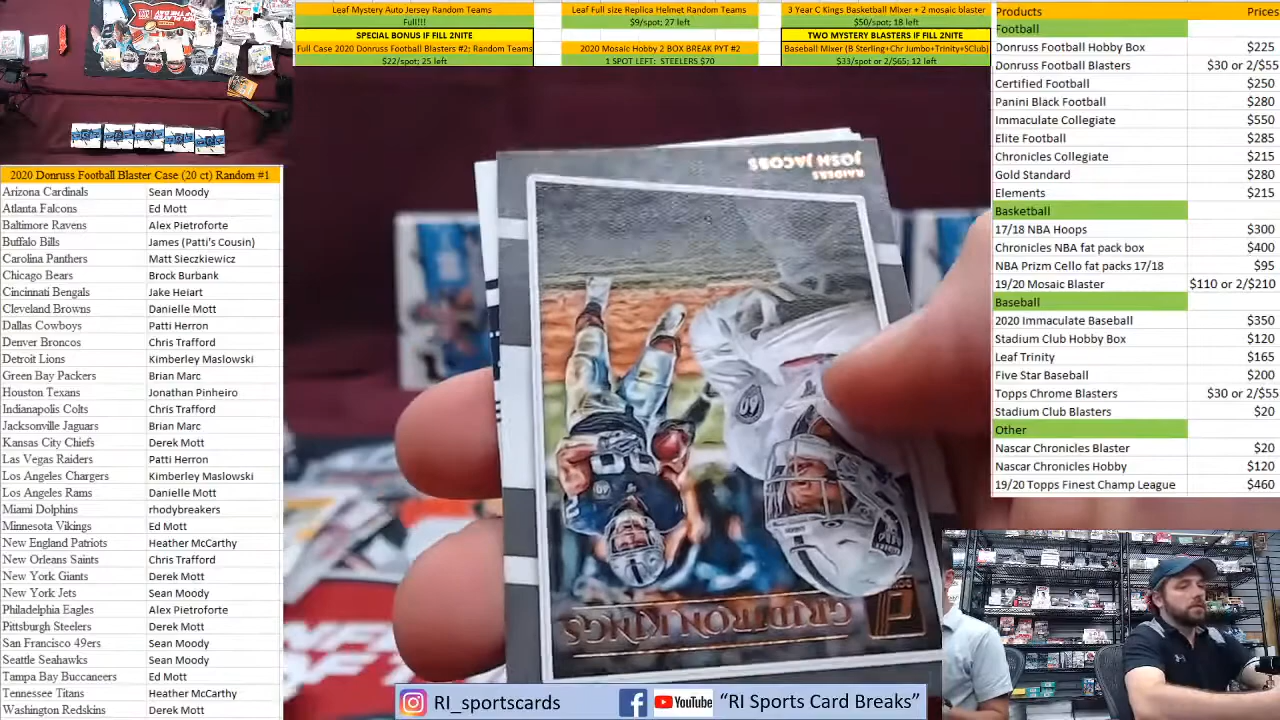 Leaf Mystery Auto Jersey Random Teams
Full!!!
SPECIAL BONUS IF FILL 2NITE
Full Case 2020 Donruss Football Blasters #2; Random Teams
$22/spot; 25 left
Leaf Full size Replica Helmet Random Teams
$9/spot; 27 left
2020 Mosaic Hobby 2 BOX BREAK PYT #2
1 SPOT LEFT: STEELERS $70
3 Year C Kings Basketball Mixer + 2 mosaic blaster
$50/spot; 18 left
TWO MYSTERY BLASTERS IF FILL 2NITE
Baseball Mixer (B Sterling+Chr Jumbo+Trinity+SClub)
$33/spot or 2/$65; 12 left
Products Prices
Football
Donruss Football Hobby Box $225
Donruss Football Blasters $30 or 2/$55
Certified Football $250
Panini Black Football $280
Immaculate Collegiate $550
Elite Football $285
Chronicles Collegiate $215
Gold Standard $280
Elements $215
Basketball
17/18 NBA Hoops $300
Chronicles NBA fat pack box $400
NBA Prizm Cello fat packs 17/18 $95
19/20 Mosaic Blaster $110 or 2/$210
Baseball
2020 Immaculate Baseball $350
Stadium Club Hobby Box $120
Leaf Trinity $165
Five Star Baseball $200
Topps Chrome Blasters $30 or 2/$55
Stadium Club Blasters $20
Other
Nascar Chronicles Blaster $20
Nascar Chronicles Hobby $120
19/20 Topps Finest Champ League $460
2020 Donruss Football Blaster Case (20 ct) Random #1
Arizona Cardinals Sean Moody
Atlanta Falcons Ed Mott
Baltimore Ravens Alex Pietroforte
Buffalo Bills James (Patti's Cousin)
Carolina Panthers Matt Sieczkiewicz
Chicago Bears Brock Burbank
Cincinnati Bengals Jake Heiart
Cleveland Browns Danielle Mott
Dallas Cowboys Patti Herron
Denver Broncos Chris Trafford
Detroit Lions Kimberley Maslowski
Green Bay Packers Brian Marc
Houston Texans Jonathan Pinheiro
Indianapolis Colts Chris Trafford
Jacksonville Jaguars Brian Marc
Kansas City Chiefs Derek Mott
Las Vegas Raiders Patti Herron
Los Angeles Chargers Kimberley Maslowski
Los Angeles Rams Danielle Mott
Miami Dolphins rhodybreakers
Minnesota Vikings Ed Mott
New England Patriots Heather McCarthy
New Orleans Saints Chris Trafford
New York Giants Derek Mott
New York Jets Sean Moody
Philadelphia Eagles Alex Pietroforte
Pittsburgh Steelers Derek Mott
San Francisco 49ers Sean Moody
Seattle Seahawks Sean Moody
Tampa Bay Buccaneers Ed Mott
Tennessee Titans Heather McCarthy
Washington Redskins Derek Mott
JOSH JACOBS
RAIDERS
GRIDIRON KINGS
RI_sportscards
YouTube
"RI Sports Card Breaks"